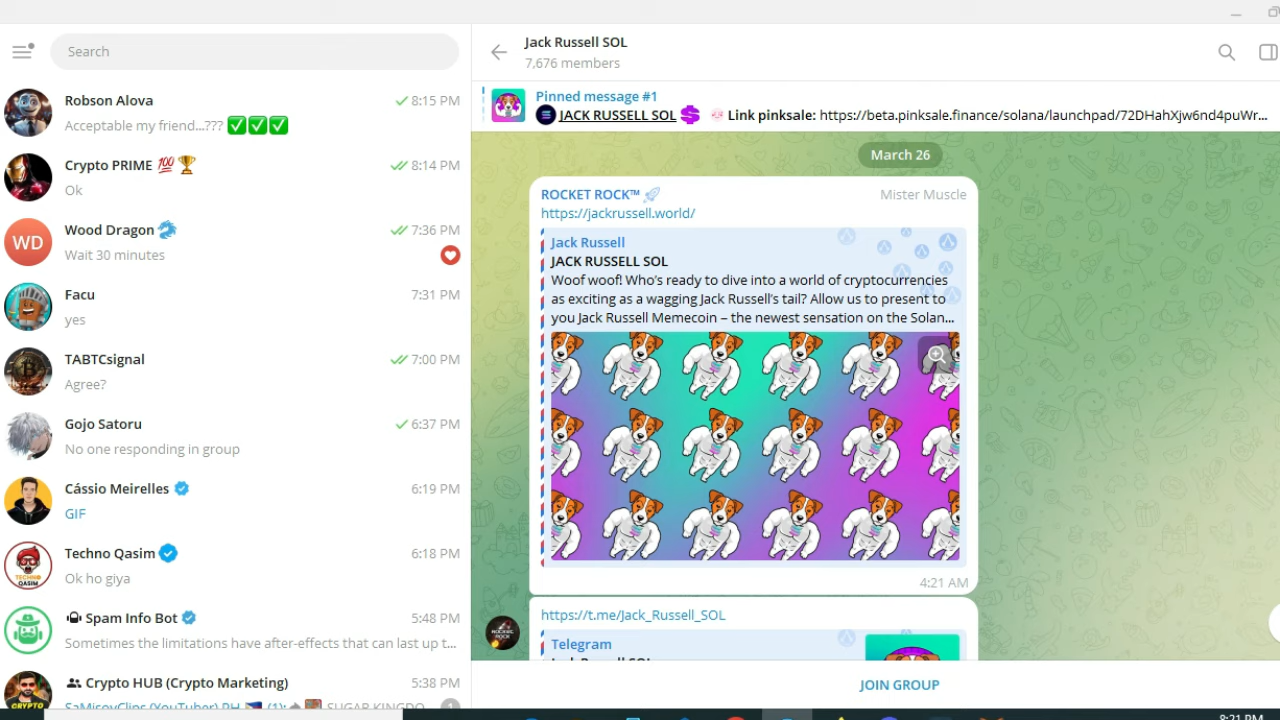 Search
Robson Alova
8:15 PM
Acceptable my friend...???
Crypto PRIME 💯
8:14 PM
Ok
WD
Wood Dragon
7:36 PM
Wait 30 minutes
Facu
7:31 PM
yes
TABTCsignal
7:00 PM
Agree?
Gojo Satoru
6:37 PM
No one responding in group
Cássio Meirelles
6:19 PM
GIF
TECHNO
QASIM
Techno Qasim
6:18 PM
Ok ho giya
Spam Info Bot
5:48 PM
Sometimes the limitations have after-effects that can last up t...
CRYPTO
Crypto HUB (Crypto Marketing)
5:38 PM
Jack Russell SOL
7,676 members
Pinned message #1
JACK RUSSELL SOL Link pinksale: https://beta.pinksale.finance/solana/launchpad/72DHahXjw6nd4puWr...
March 26
ROCKET ROCK™
Mister Muscle
https://jackrussell.world/
Jack Russell
JACK RUSSELL SOL
Woof woof! Who's ready to dive into a world of cryptocurrencies
as exciting as a wagging Jack Russell's tail? Allow us to present to
you Jack Russell Memecoin – the newest sensation on the Solan...
4:21 AM
https://t.me/Jack_Russell_SOL
Telegram
JOIN GROUP
8:21 PM